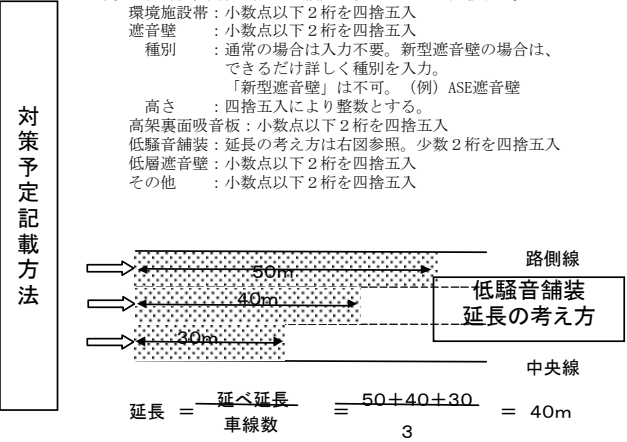 対策予定記載方法
環境施設帯：小数点以下２桁を四捨五入
遮音壁　　：小数点以下２桁を四捨五入
種別　　：通常の場合は入力不要。新型遮音壁の場合は、
できるだけ詳しく種別を入力。
「新型遮音壁」は不可。（例）ASE遮音壁
高さ　　：四捨五入により整数とする。
高架裏面吸音板：小数点以下２桁を四捨五入
低騒音舗装：延長の考え方は右図参照。少数２桁を四捨五入
低層遮音壁：小数点以下２桁を四捨五入
その他　　：小数点以下２桁を四捨五入
路側線
50m
低騒音舗装
延長の考え方
40m
30m
中央線
延長 ＝ 延べ延長 ＝ 50＋40＋30 ＝ 40m
車線数 3